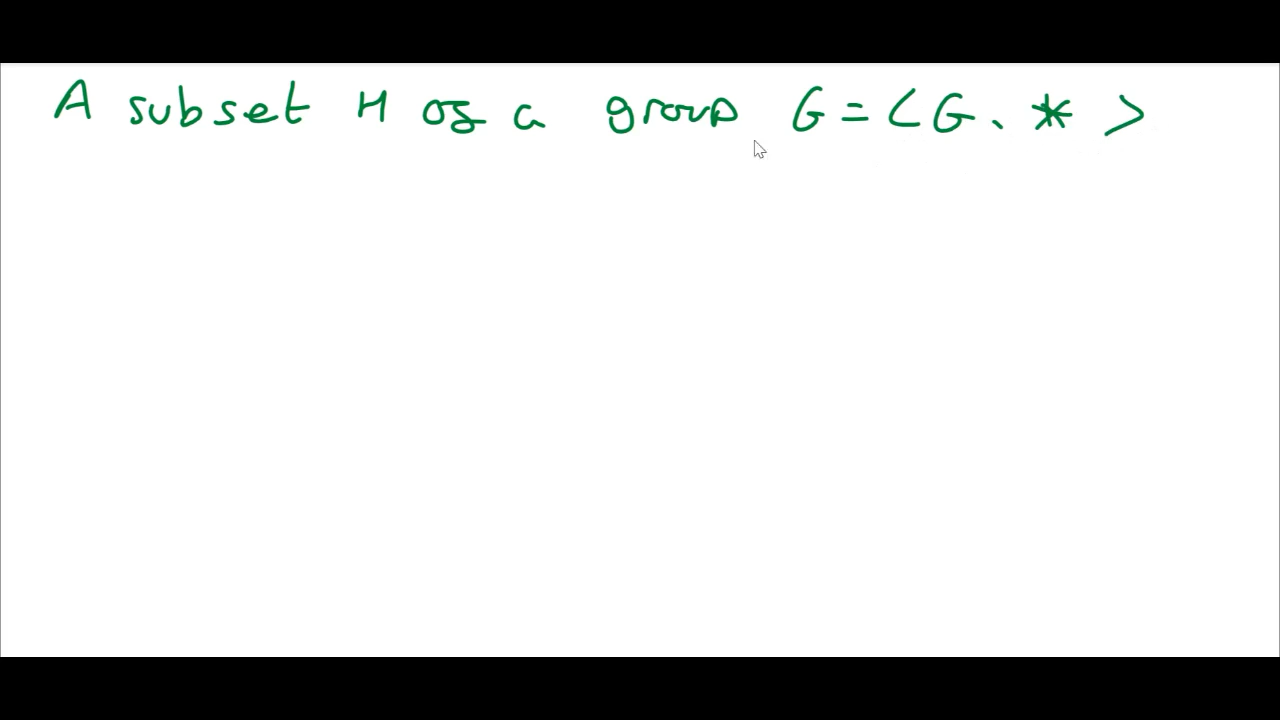 A subset H of a group G = <G, *>